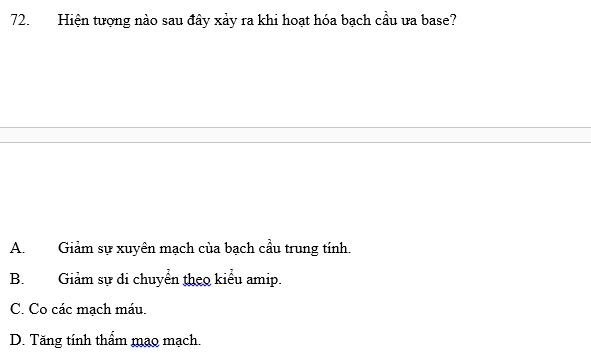 72. Hiện tượng nào sau đây xảy ra khi hoạt hóa bạch cầu ưa base?
A. Giảm sự xuyên mạch của bạch cầu trung tính.
B. Giảm sự di chuyển theo kiểu amip.
C. Co các mạch máu.
D. Tăng tính thấm mao mạch.